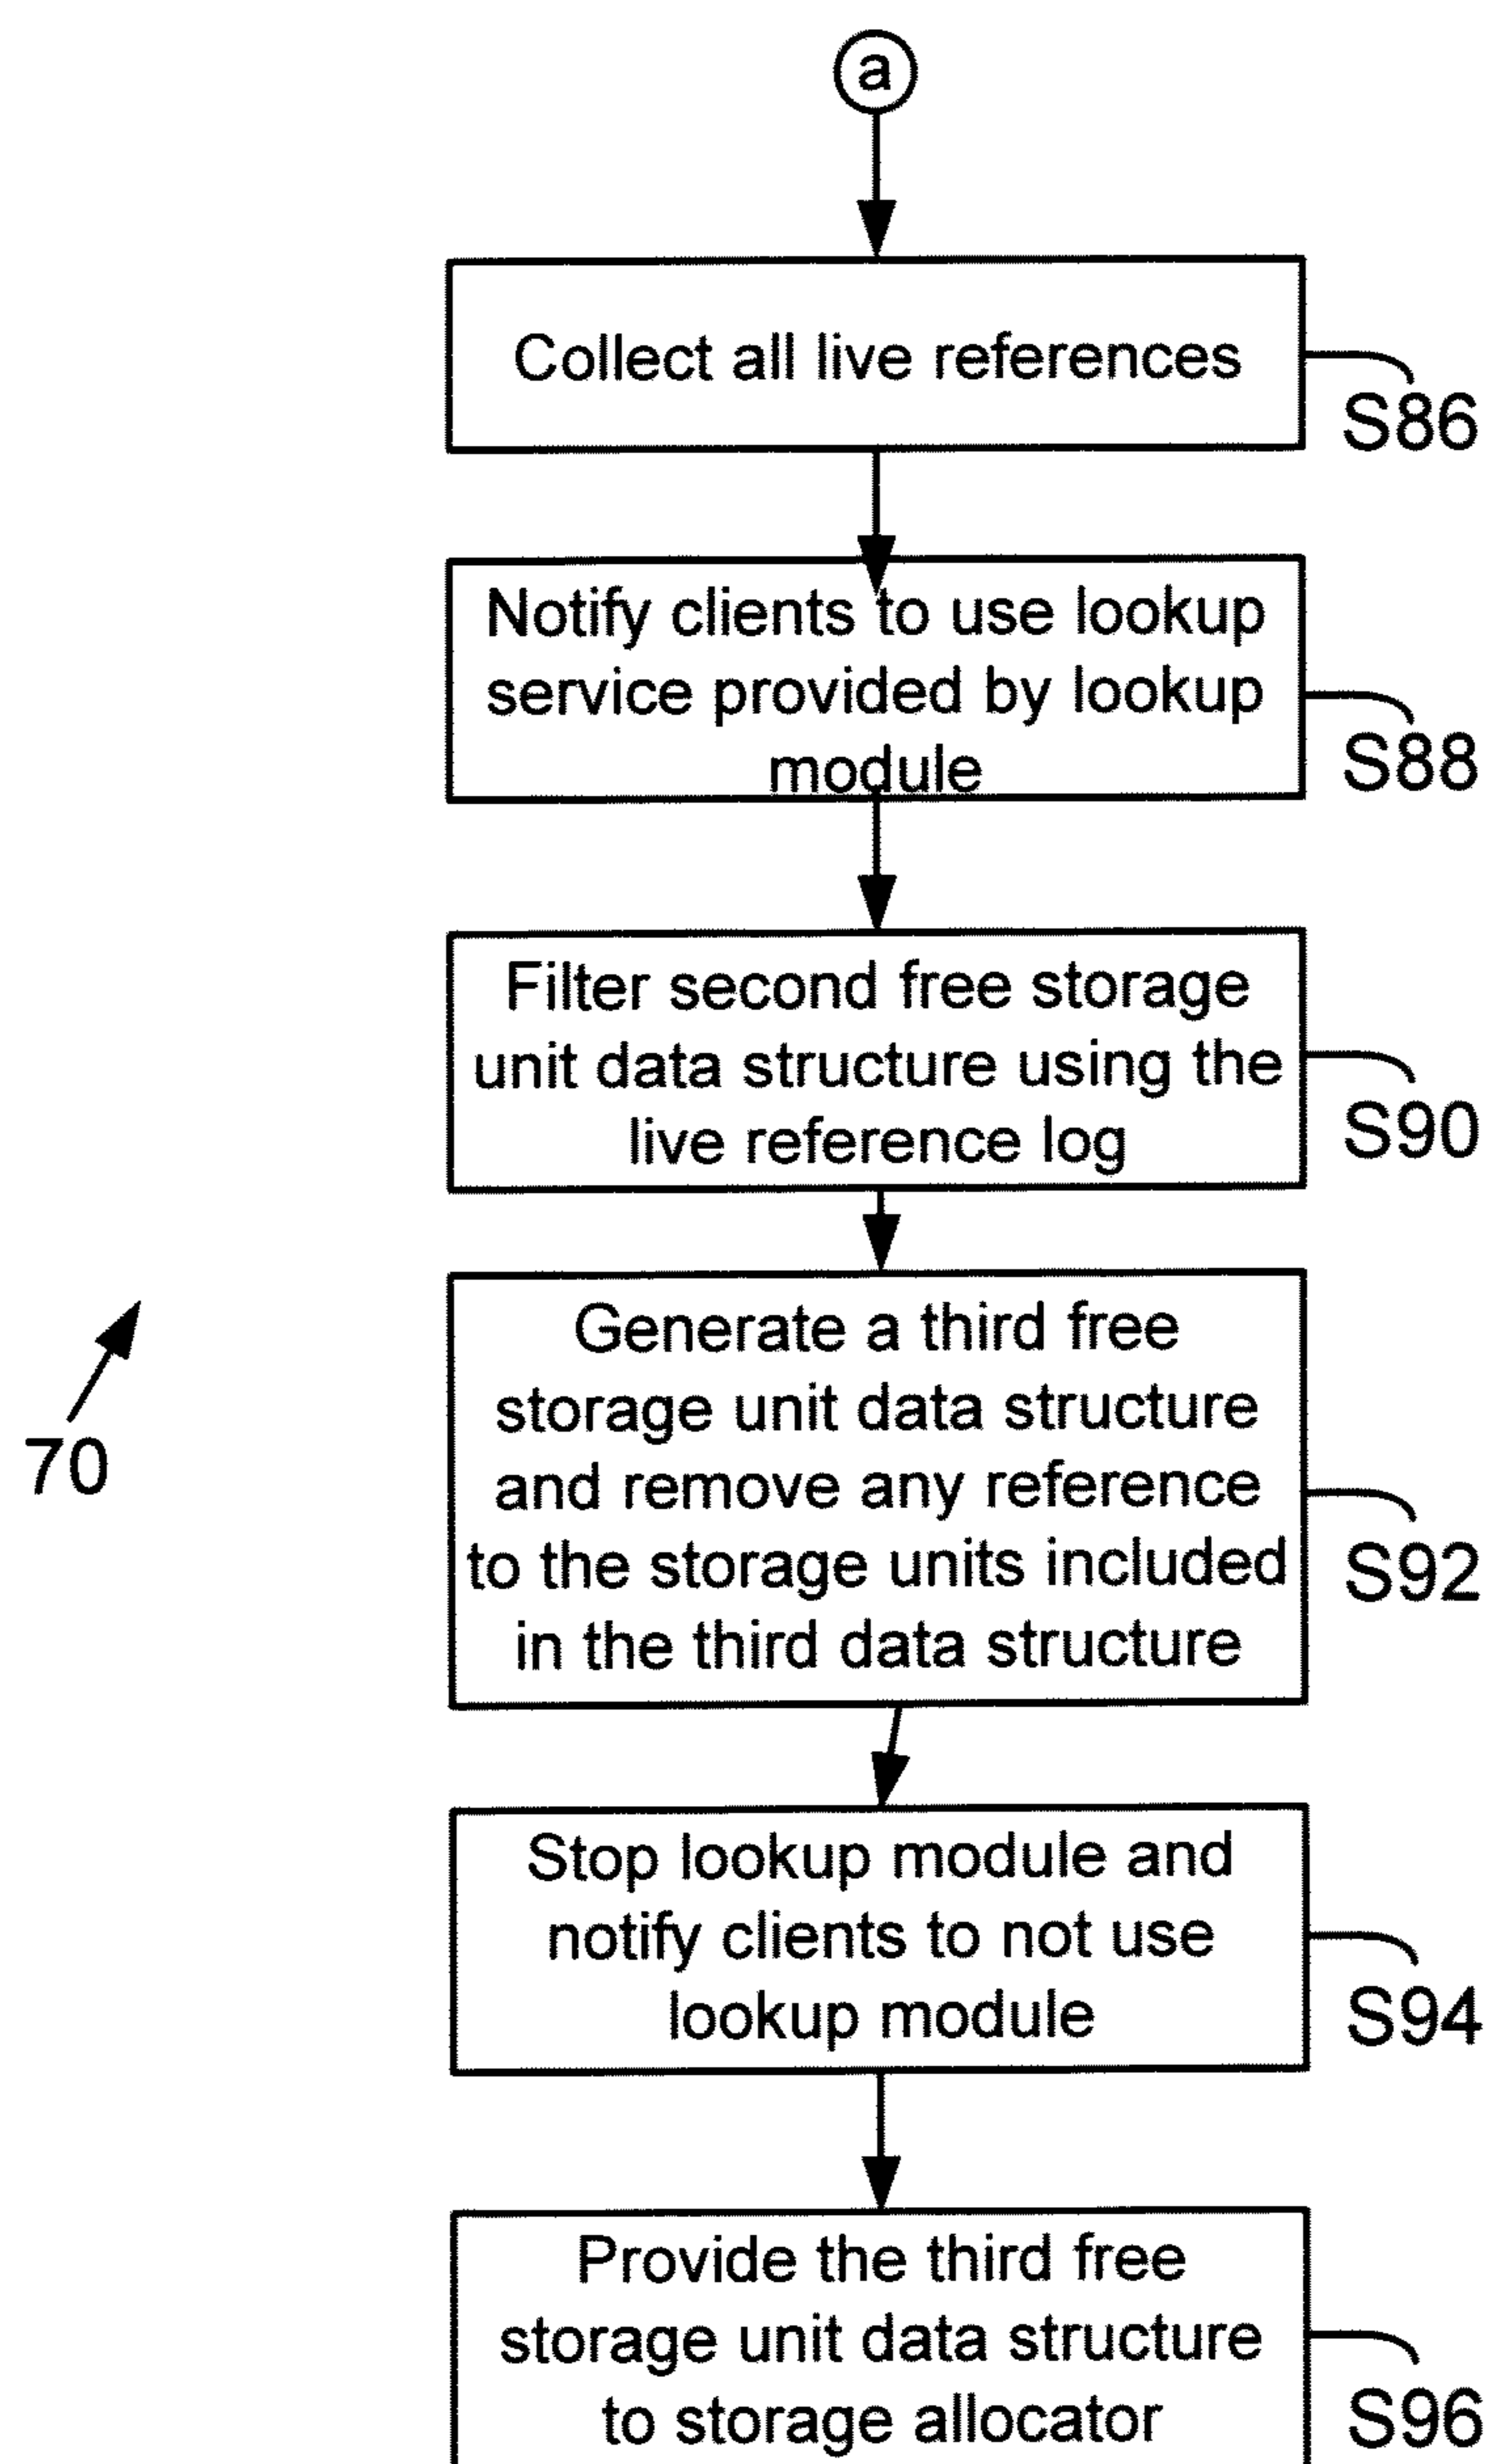 a
Collect all live references
S86
Notify clients to use lookup
service provided by lookup
module
S88
Filter second free storage
unit data structure using the
live reference log
S90
Generate a third free
storage unit data structure
and remove any reference
to the storage units included
in the third data structure
S92
70
Stop lookup module and
notify clients to not use
lookup module
S94
Provide the third free
storage unit data structure
to storage allocator
S96